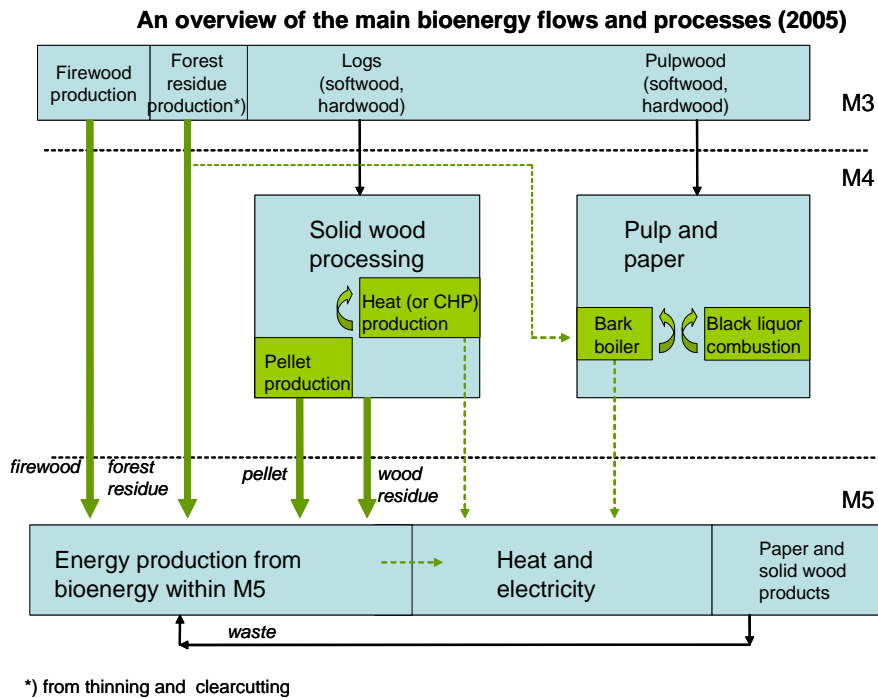 An overview of the main bioenergy flows and processes (2005)
Firewood
production
Forest
residue
production*)
Logs
(softwood,
hardwood)
Pulpwood
(softwood,
hardwood)
M3
M4
Solid wood
processing
Heat (or CHP)
production
Pellet
production
Pulp and
paper
Bark
boiler
Black liquor
combustion
firewood
forest
residue
pellet
wood
residue
M5
Energy production from
bioenergy within M5
Heat and
electricity
Paper and
solid wood
products
waste
*) from thinning and clearcutting